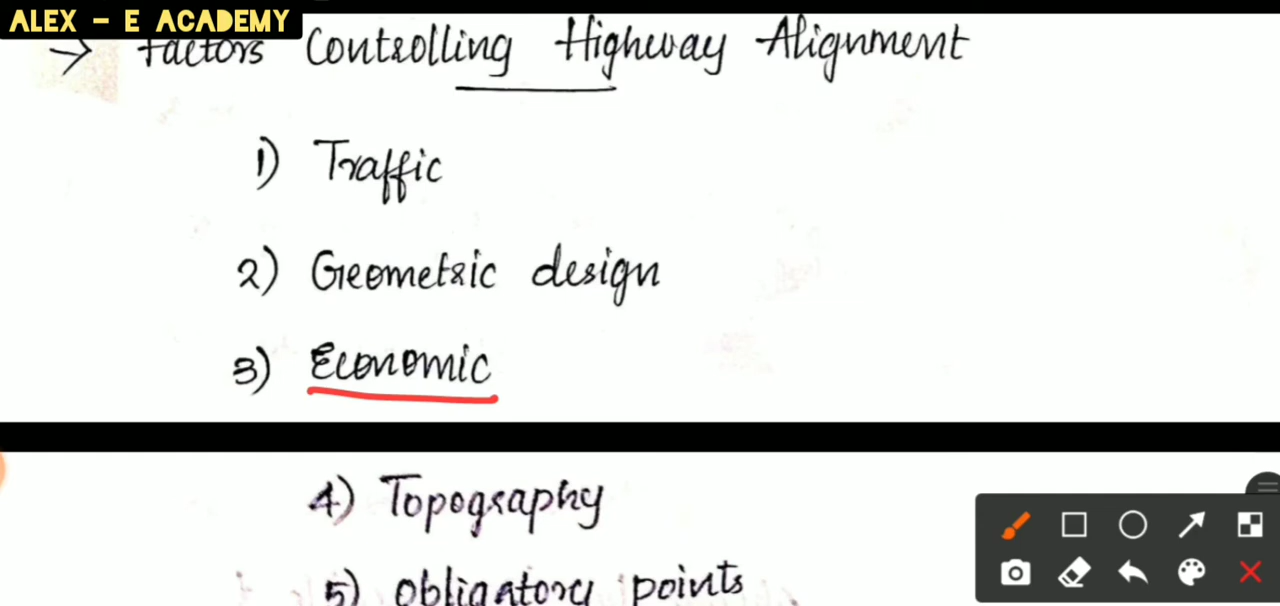 ALEX - E ACADEMY
→ Factors Controlling Highway Alignment
1) Traffic
2) Geometric design
3) Economic
4) Topography
5) obligatory points